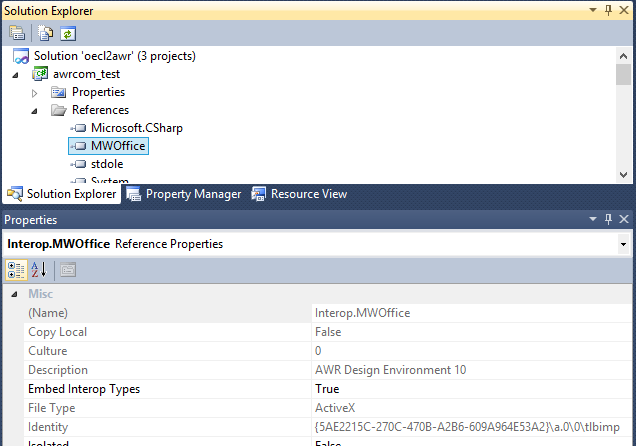 Solution Explorer
Solution 'oecl2awr' (3 projects)
awrcom_test
Properties
References
Microsoft.CSharp
MWOffice
stdole
System
Solution Explorer Property Manager Resource View
Properties
Interop.MWOffice Reference Properties
Misc
(Name) Interop.MWOffice
Copy Local False
Culture 0
Description AWR Design Environment 10
Embed Interop Types True
File Type ActiveX
Identity {5AE2215C-270C-470B-A2B6-609A964E53A2}\a.0\0\tlbimp
Isolated False